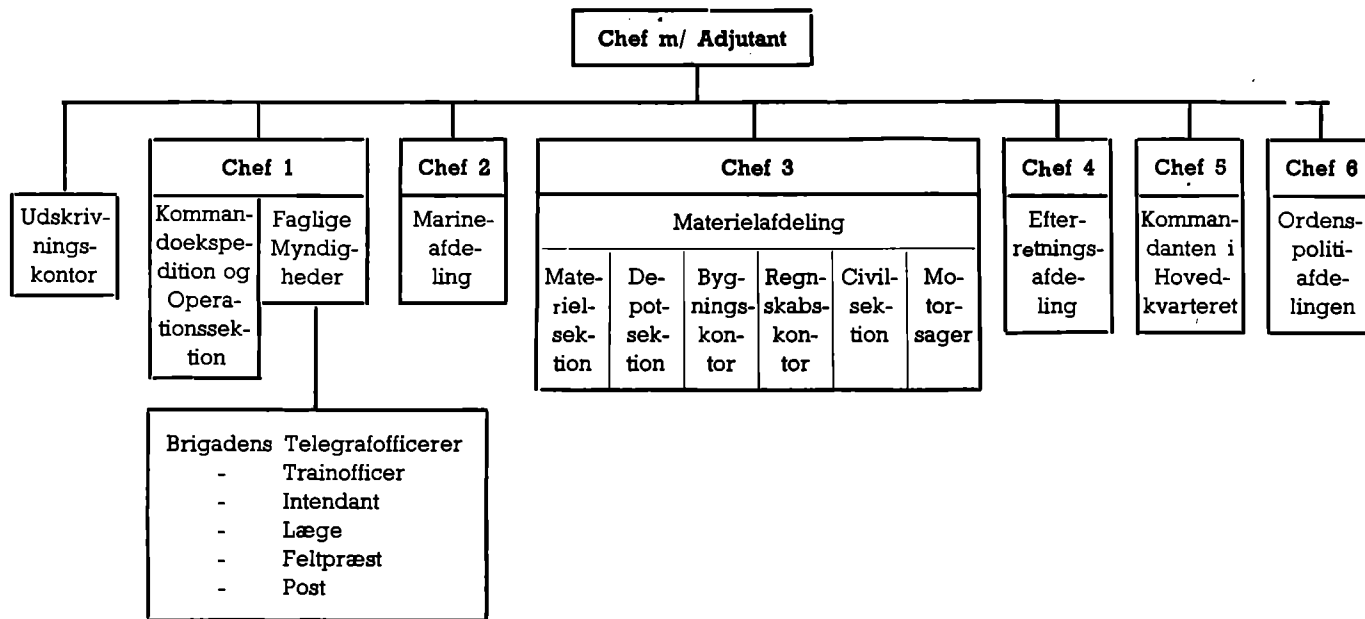 Chef m/ Adjutant
Udskriv-
nings-
kontor
Chef 1
Komman-
doekspe-
dition og
Opera-
tionssek-
tion
Faglige
Myndig-
heder
Brigadens Telegrafofficerer
- Trainofficer
- Intendant
- Læge
- Feltpræst
- Post
Chef 2
Marine-
afde-
ling
Chef 3
Materielafdeling
Mate-
riel-
sek-
tion
De-
pot-
sek-
tion
Byg-
nings-
kon-
tor
Regn-
skabs-
kon-
tor
Civil-
sek-
tion
Mo-
tor-
sager
Chef 4
Efter-
retnings-
afde-
ling
Chef 5
Komman-
danten i
Hoved-
kvarteret
Chef 6
Ordens-
politi-
afde-
lingen